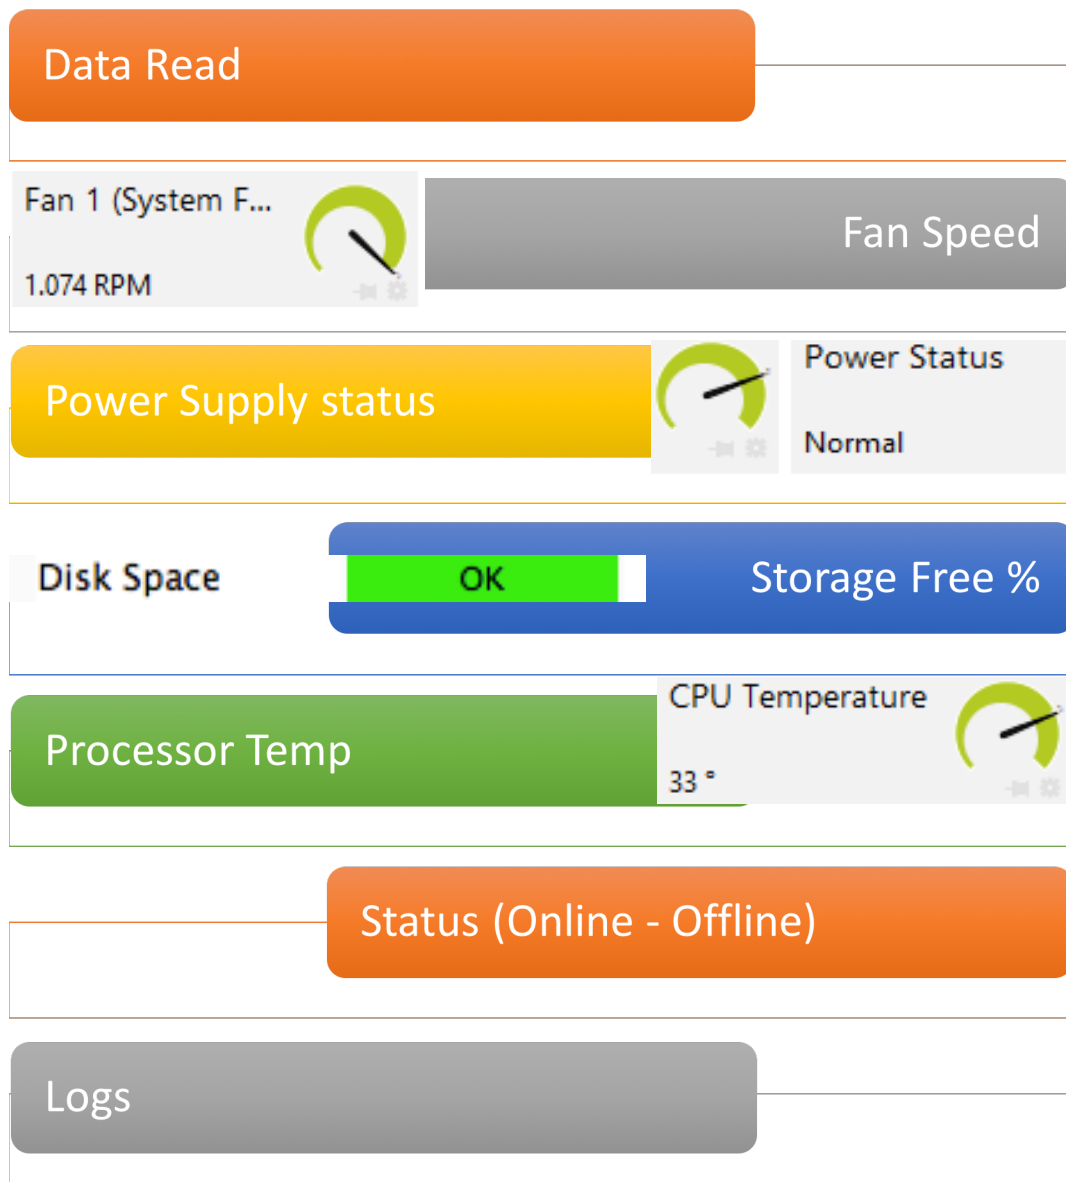 Data Read
Fan 1 (System F...
1.074 RPM
Fan Speed
Power Supply status
Power Status
Normal
Disk Space
OK
Storage Free %
Processor Temp
CPU Temperature
33 °
Status (Online - Offline)
Logs